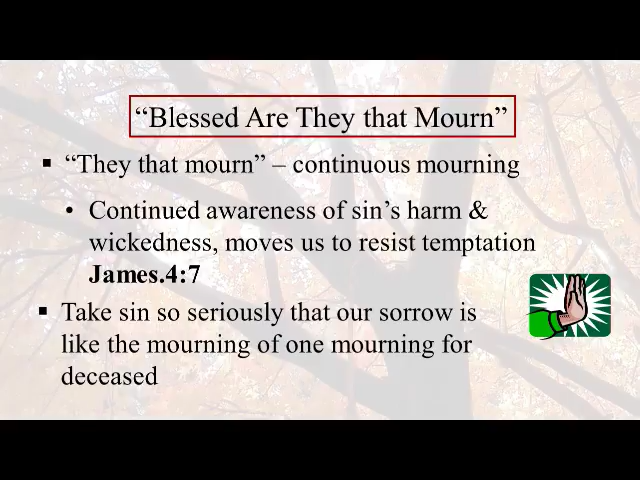 “Blessed Are They that Mourn”
▪ “They that mourn” – continuous mourning
• Continued awareness of sin’s harm &
wickedness, moves us to resist temptation
James.4:7
▪ Take sin so seriously that our sorrow is
like the mourning of one mourning for
deceased